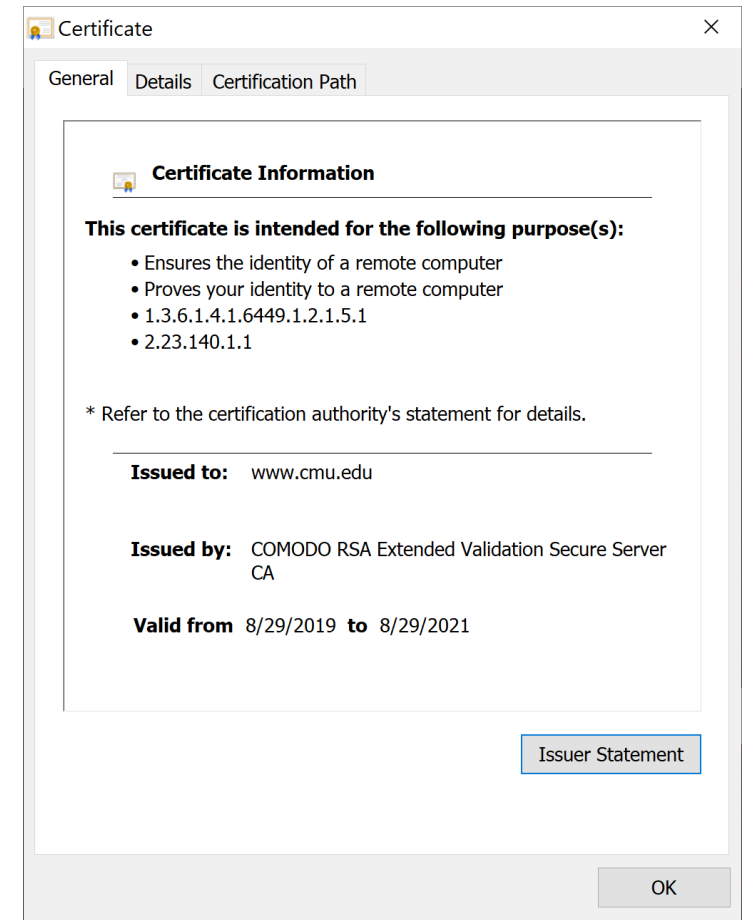 Certificate
General Details Certification Path
Certificate Information
This certificate is intended for the following purpose(s):
• Ensures the identity of a remote computer
• Proves your identity to a remote computer
• 1.3.6.1.4.1.6449.1.2.1.5.1
• 2.23.140.1.1
* Refer to the certification authority's statement for details.
Issued to: www.cmu.edu
Issued by: COMODO RSA Extended Validation Secure Server
CA
Valid from 8/29/2019 to 8/29/2021
Issuer Statement
OK